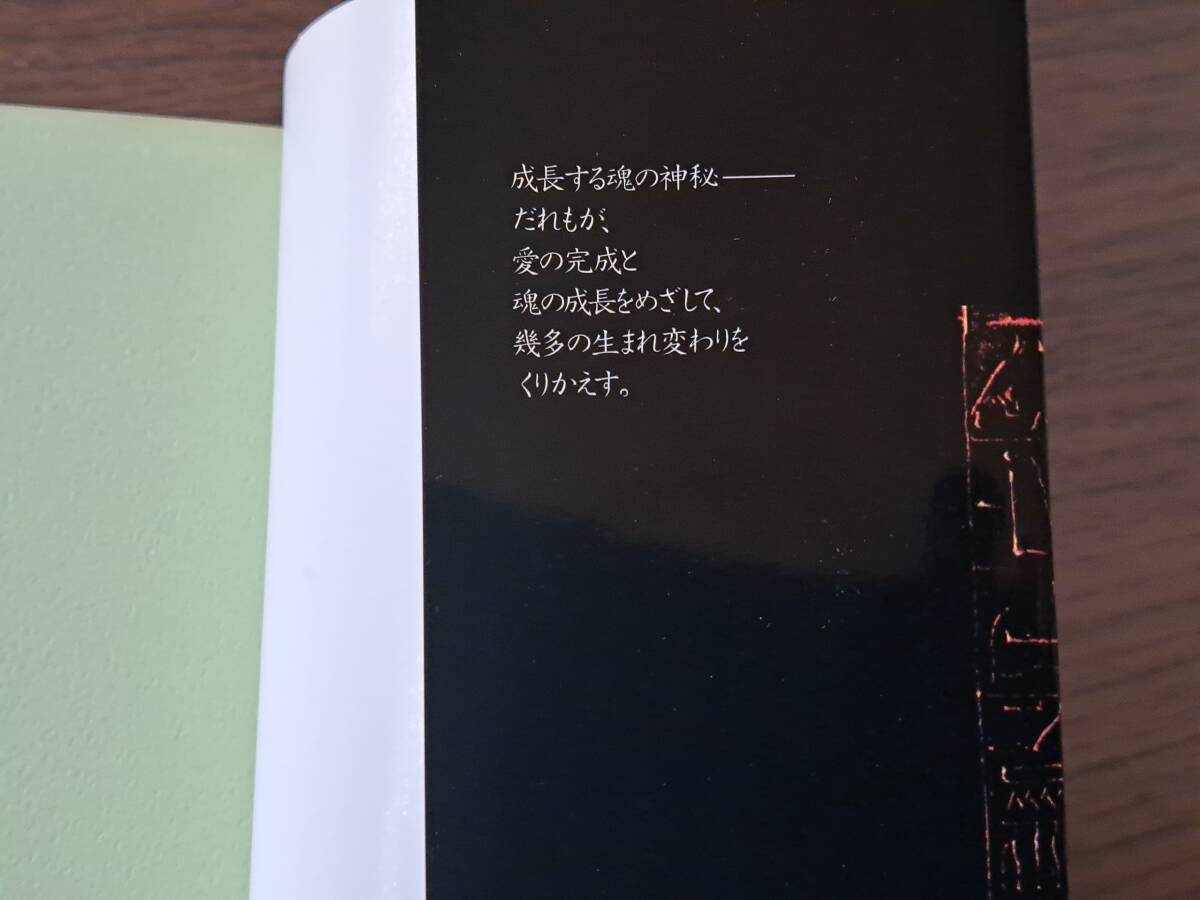 成長する魂の神秘――
だれもが、
愛の完成と
魂の成長をめざして、
幾多の生まれ変わりを
くりかえす。